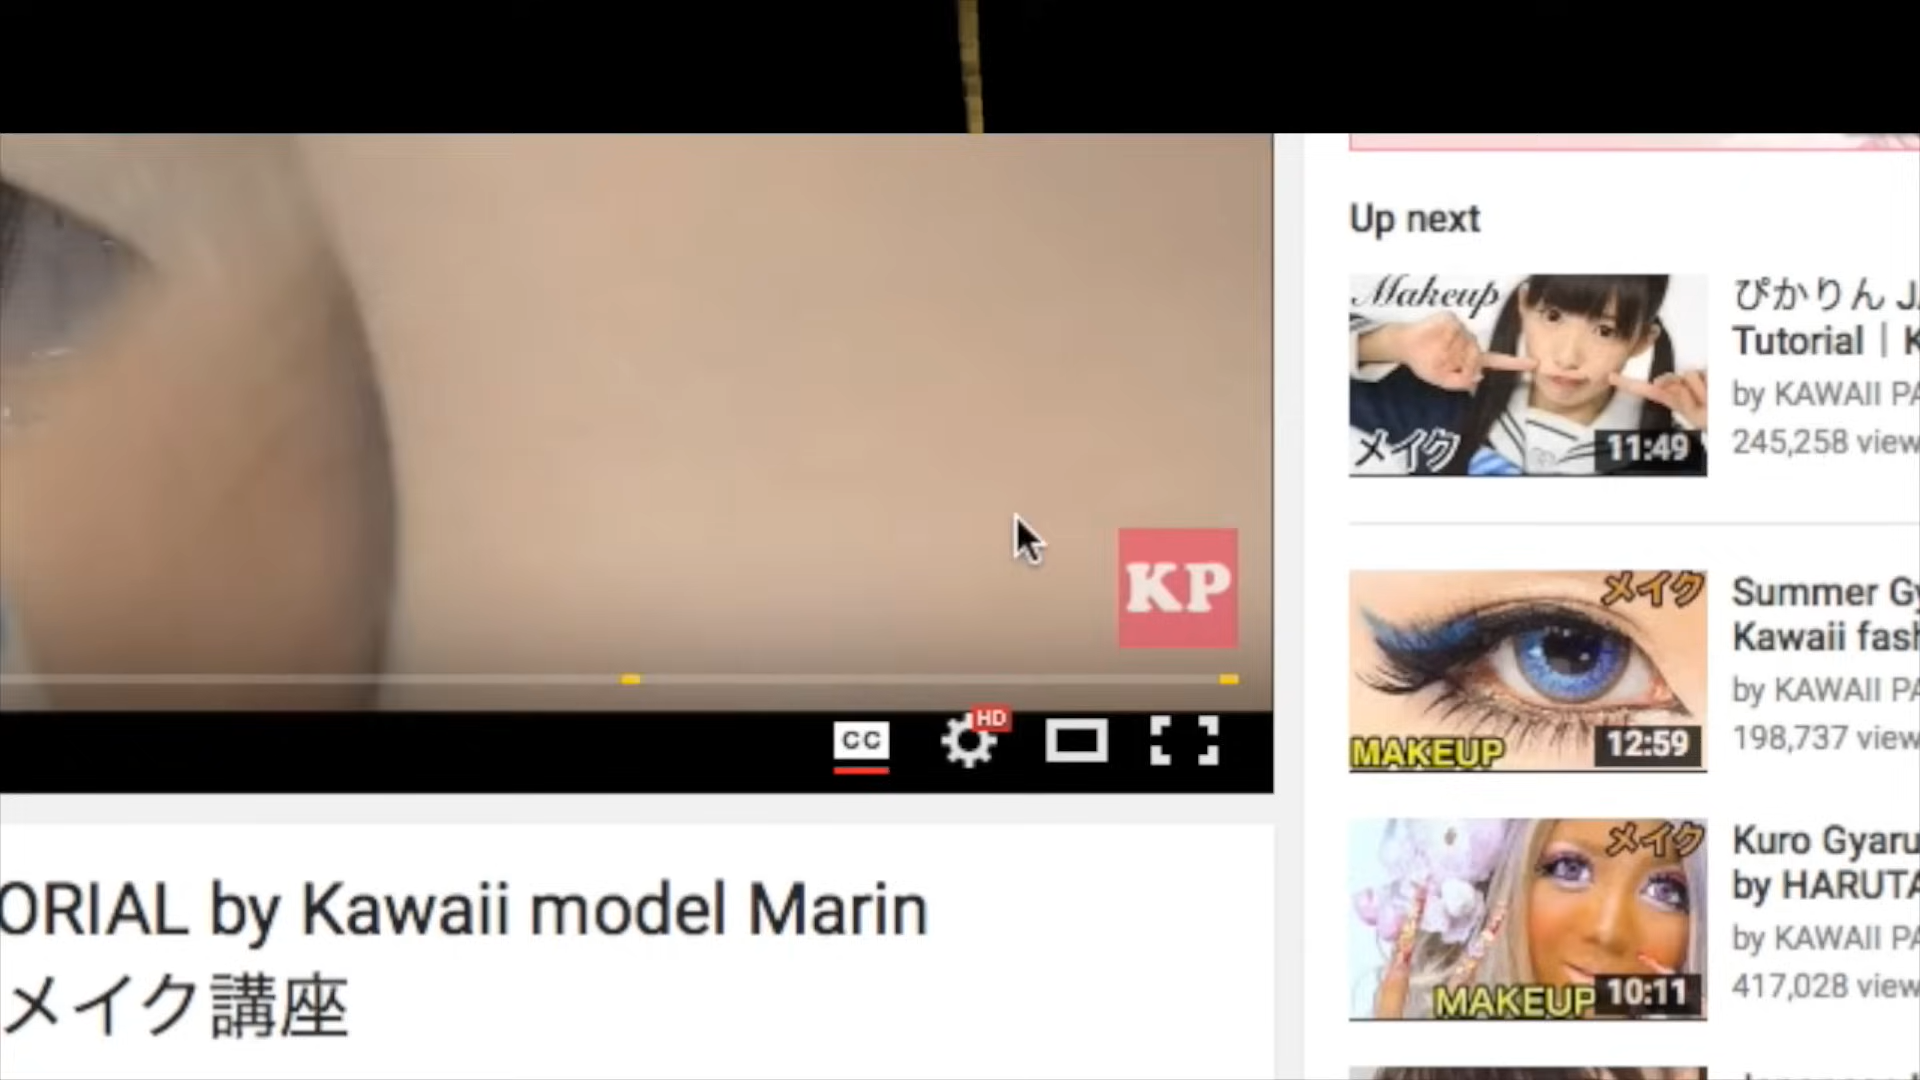 Up next
Makeup
メイク
11:49
ぴかりん
Tutorial | K
by KAWAII PA
245,258 view
KP
メイク
MAKEUP
12:59
Summer Gy
Kawaii fash
by KAWAII PA
198,737 view
CC
HD
メイク
MAKEUP
10:11
Kuro Gyaru
by HARUTA
by KAWAII PA
417,028 view
ORIAL by Kawaii model Marin
メイク講座